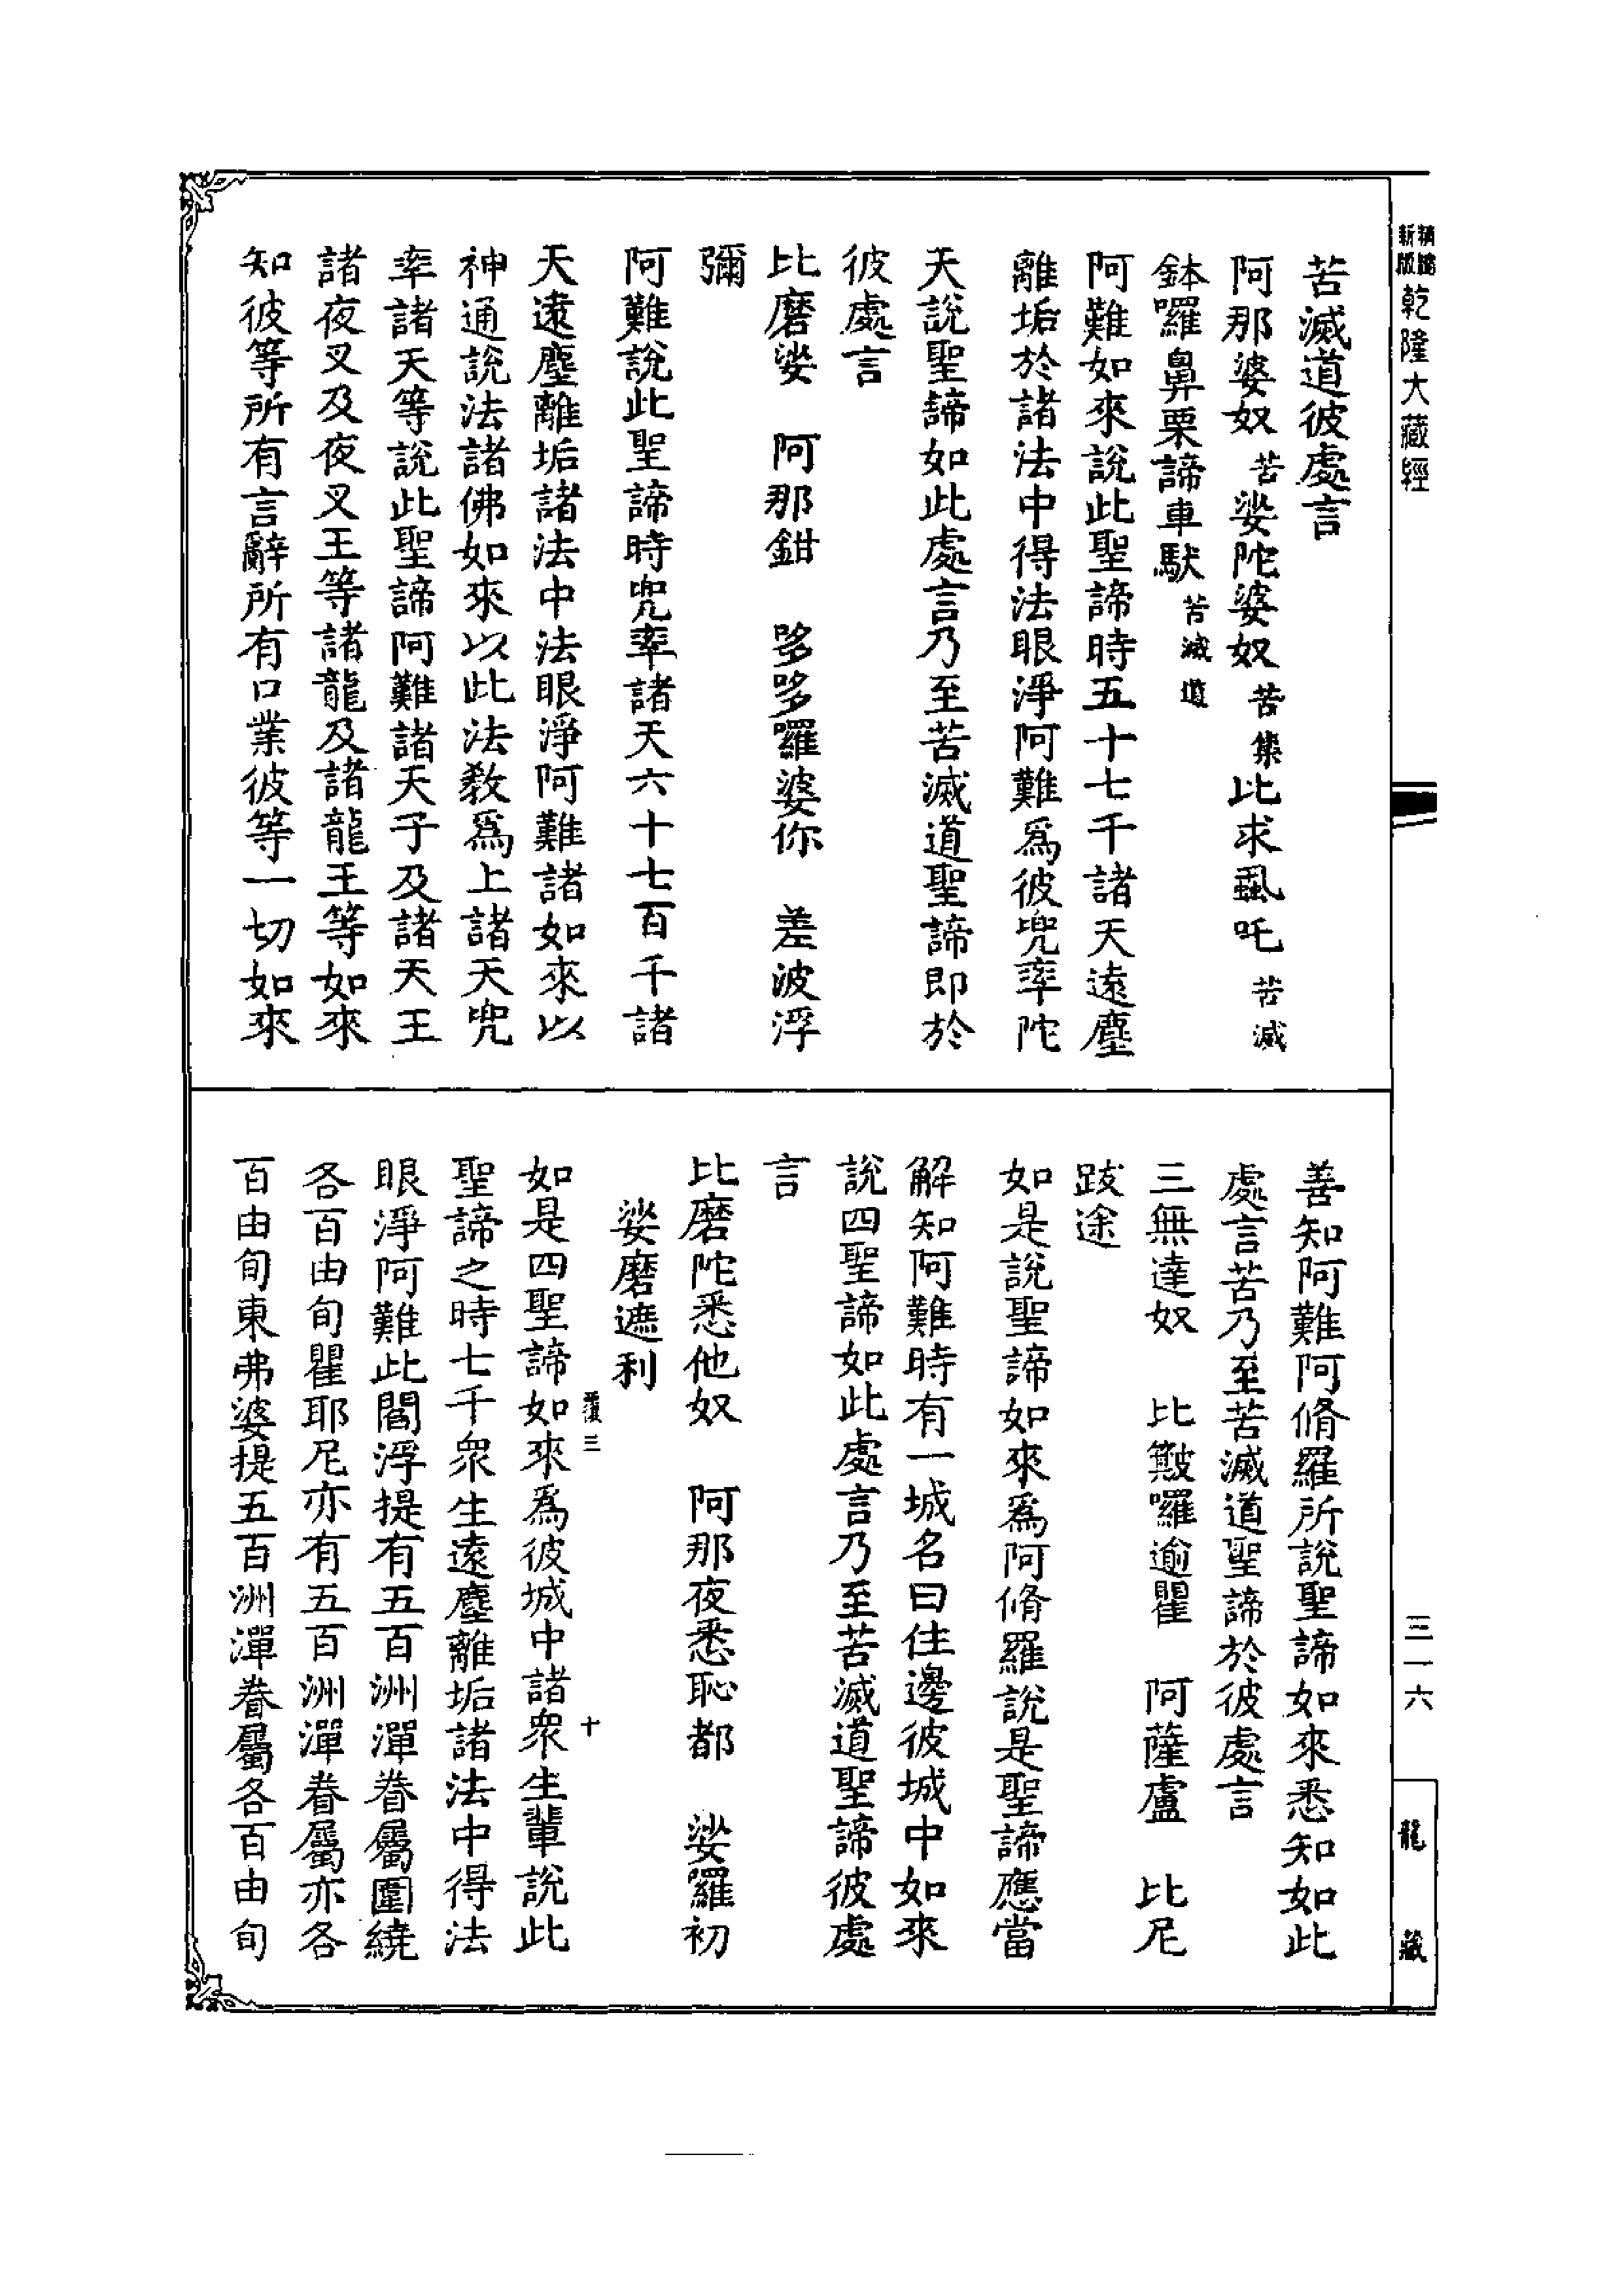 新版精縮乾隆大藏經
三一六
龍藏
苦滅道彼處言
阿那婆奴苦娑陀婆奴苦集比求虱吒苦滅
鉢囉鼻栗諦車馱苦滅道
阿難如來說此聖諦時五十七千諸天遠塵
離垢於諸法中得法眼淨阿難爲彼兜率陀
天說聖諦如此處言乃至苦滅道聖諦即於
彼處言
比磨娑　阿那鉗　哆哆囉婆你　差波浮
彌
阿難說此聖諦時兜率諸天六十七百千諸
天遠塵離垢諸法中法眼淨阿難諸如來以
神通說法諸佛如來以此法教爲上諸天兜
率諸天等說此聖諦阿難諸天子及諸天王
諸夜叉及夜叉王等諸龍及諸龍王等如來
知彼等所有言辭所有口業彼等一切如來
善知阿難阿脩羅所說聖諦如來悉知如此
處言苦乃至苦滅道聖諦於彼處言
三無達奴　比皾囉逾瞿　阿薩盧　比尼
跋途
如是說聖諦如來爲阿脩羅說是聖諦應當
解知阿難時有一城名曰住邊彼城中如來
說四聖諦如此處言乃至苦滅道聖諦彼處
言
比磨陀悉他奴　阿那夜悉恥都　娑羅初
娑磨遮利
三　十
如是四聖諦如來爲彼城中諸衆生輩說此
聖諦之時七千衆生遠塵離垢諸法中得法
眼淨阿難此閻浮提有五百洲潬眷屬圍繞
各百由旬瞿耶尼亦有五百洲潬眷屬亦各
百由旬東弗婆提五百洲潬眷屬各百由旬